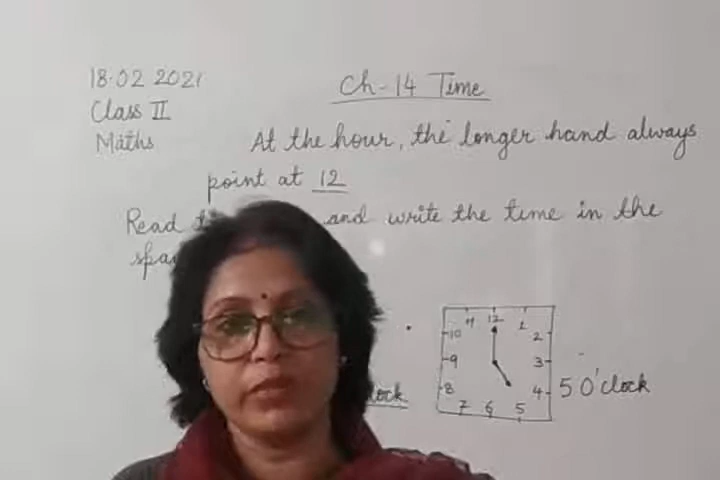 18.02 2021
Ch-14 Time
Class II
Maths
At the hour, the longer hand always
point at 12
Read and write the time in the
12
11 1
10 2
9 3
8 4
7 6 5
5 O'clock